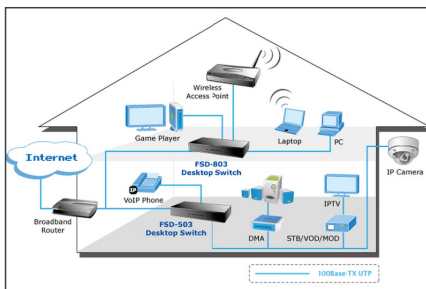 Wireless
Access Point
Game Player
Laptop
PC
FSD-803
Desktop Switch
Internet
IP Camera
IP
VoIP Phone
IPTV
Broadband
Router
FSD-503
Desktop Switch
DMA
STB/VOD/MOD
100Base-TX UTP